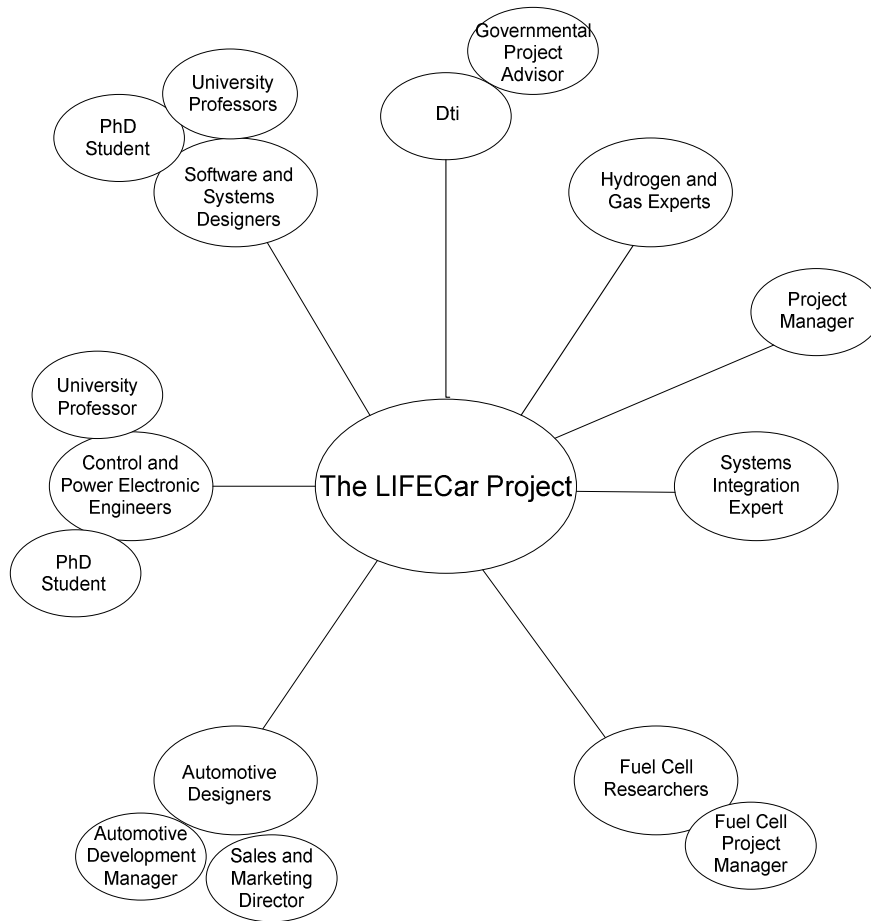 Governmental
Project
Advisor
Dti
University
Professors
PhD
Student
Software and
Systems
Designers
Hydrogen and
Gas Experts
Project
Manager
University
Professor
Control and
Power Electronic
Engineers
PhD
Student
The LIFECar Project
Systems
Integration
Expert
Automotive
Designers
Automotive
Development
Manager
Sales and
Marketing
Director
Fuel Cell
Researchers
Fuel Cell
Project
Manager